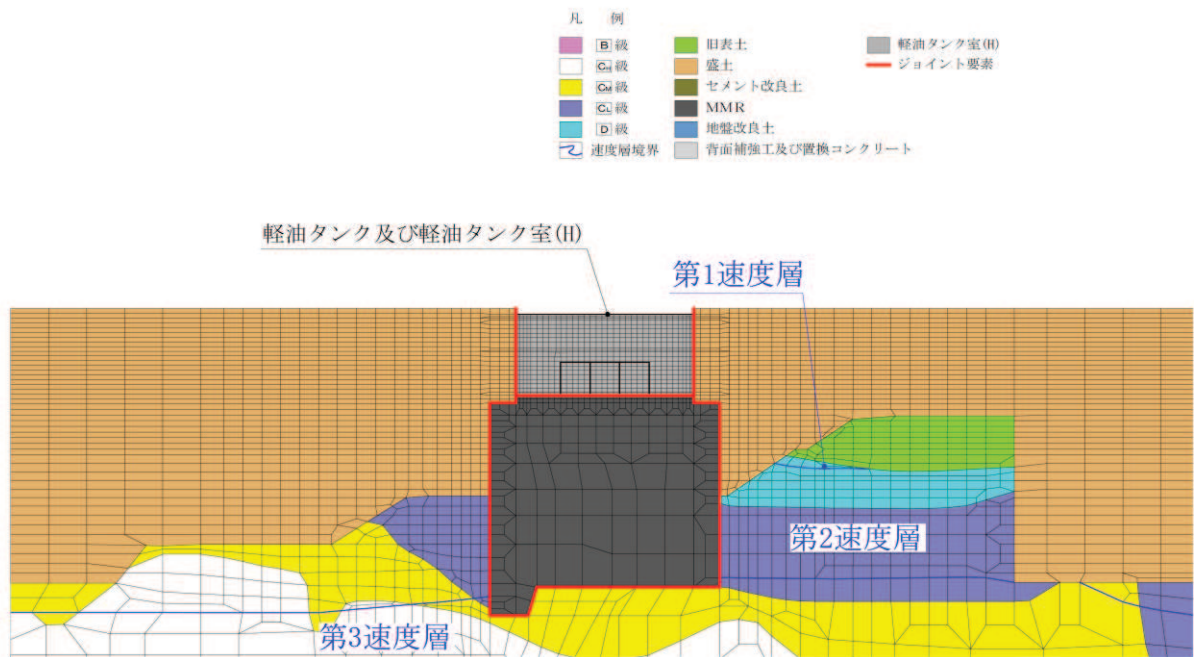 凡 例
B 級
CH 級
CM 級
CL 級
D 級
速度層境界
旧表土
盛土
セメント改良土
MMR
地盤改良土
背面補強工及び置換コンクリート
軽油タンク室(H)
ジョイント要素
軽油タンク及び軽油タンク室(H)
第1速度層
第2速度層
第3速度層